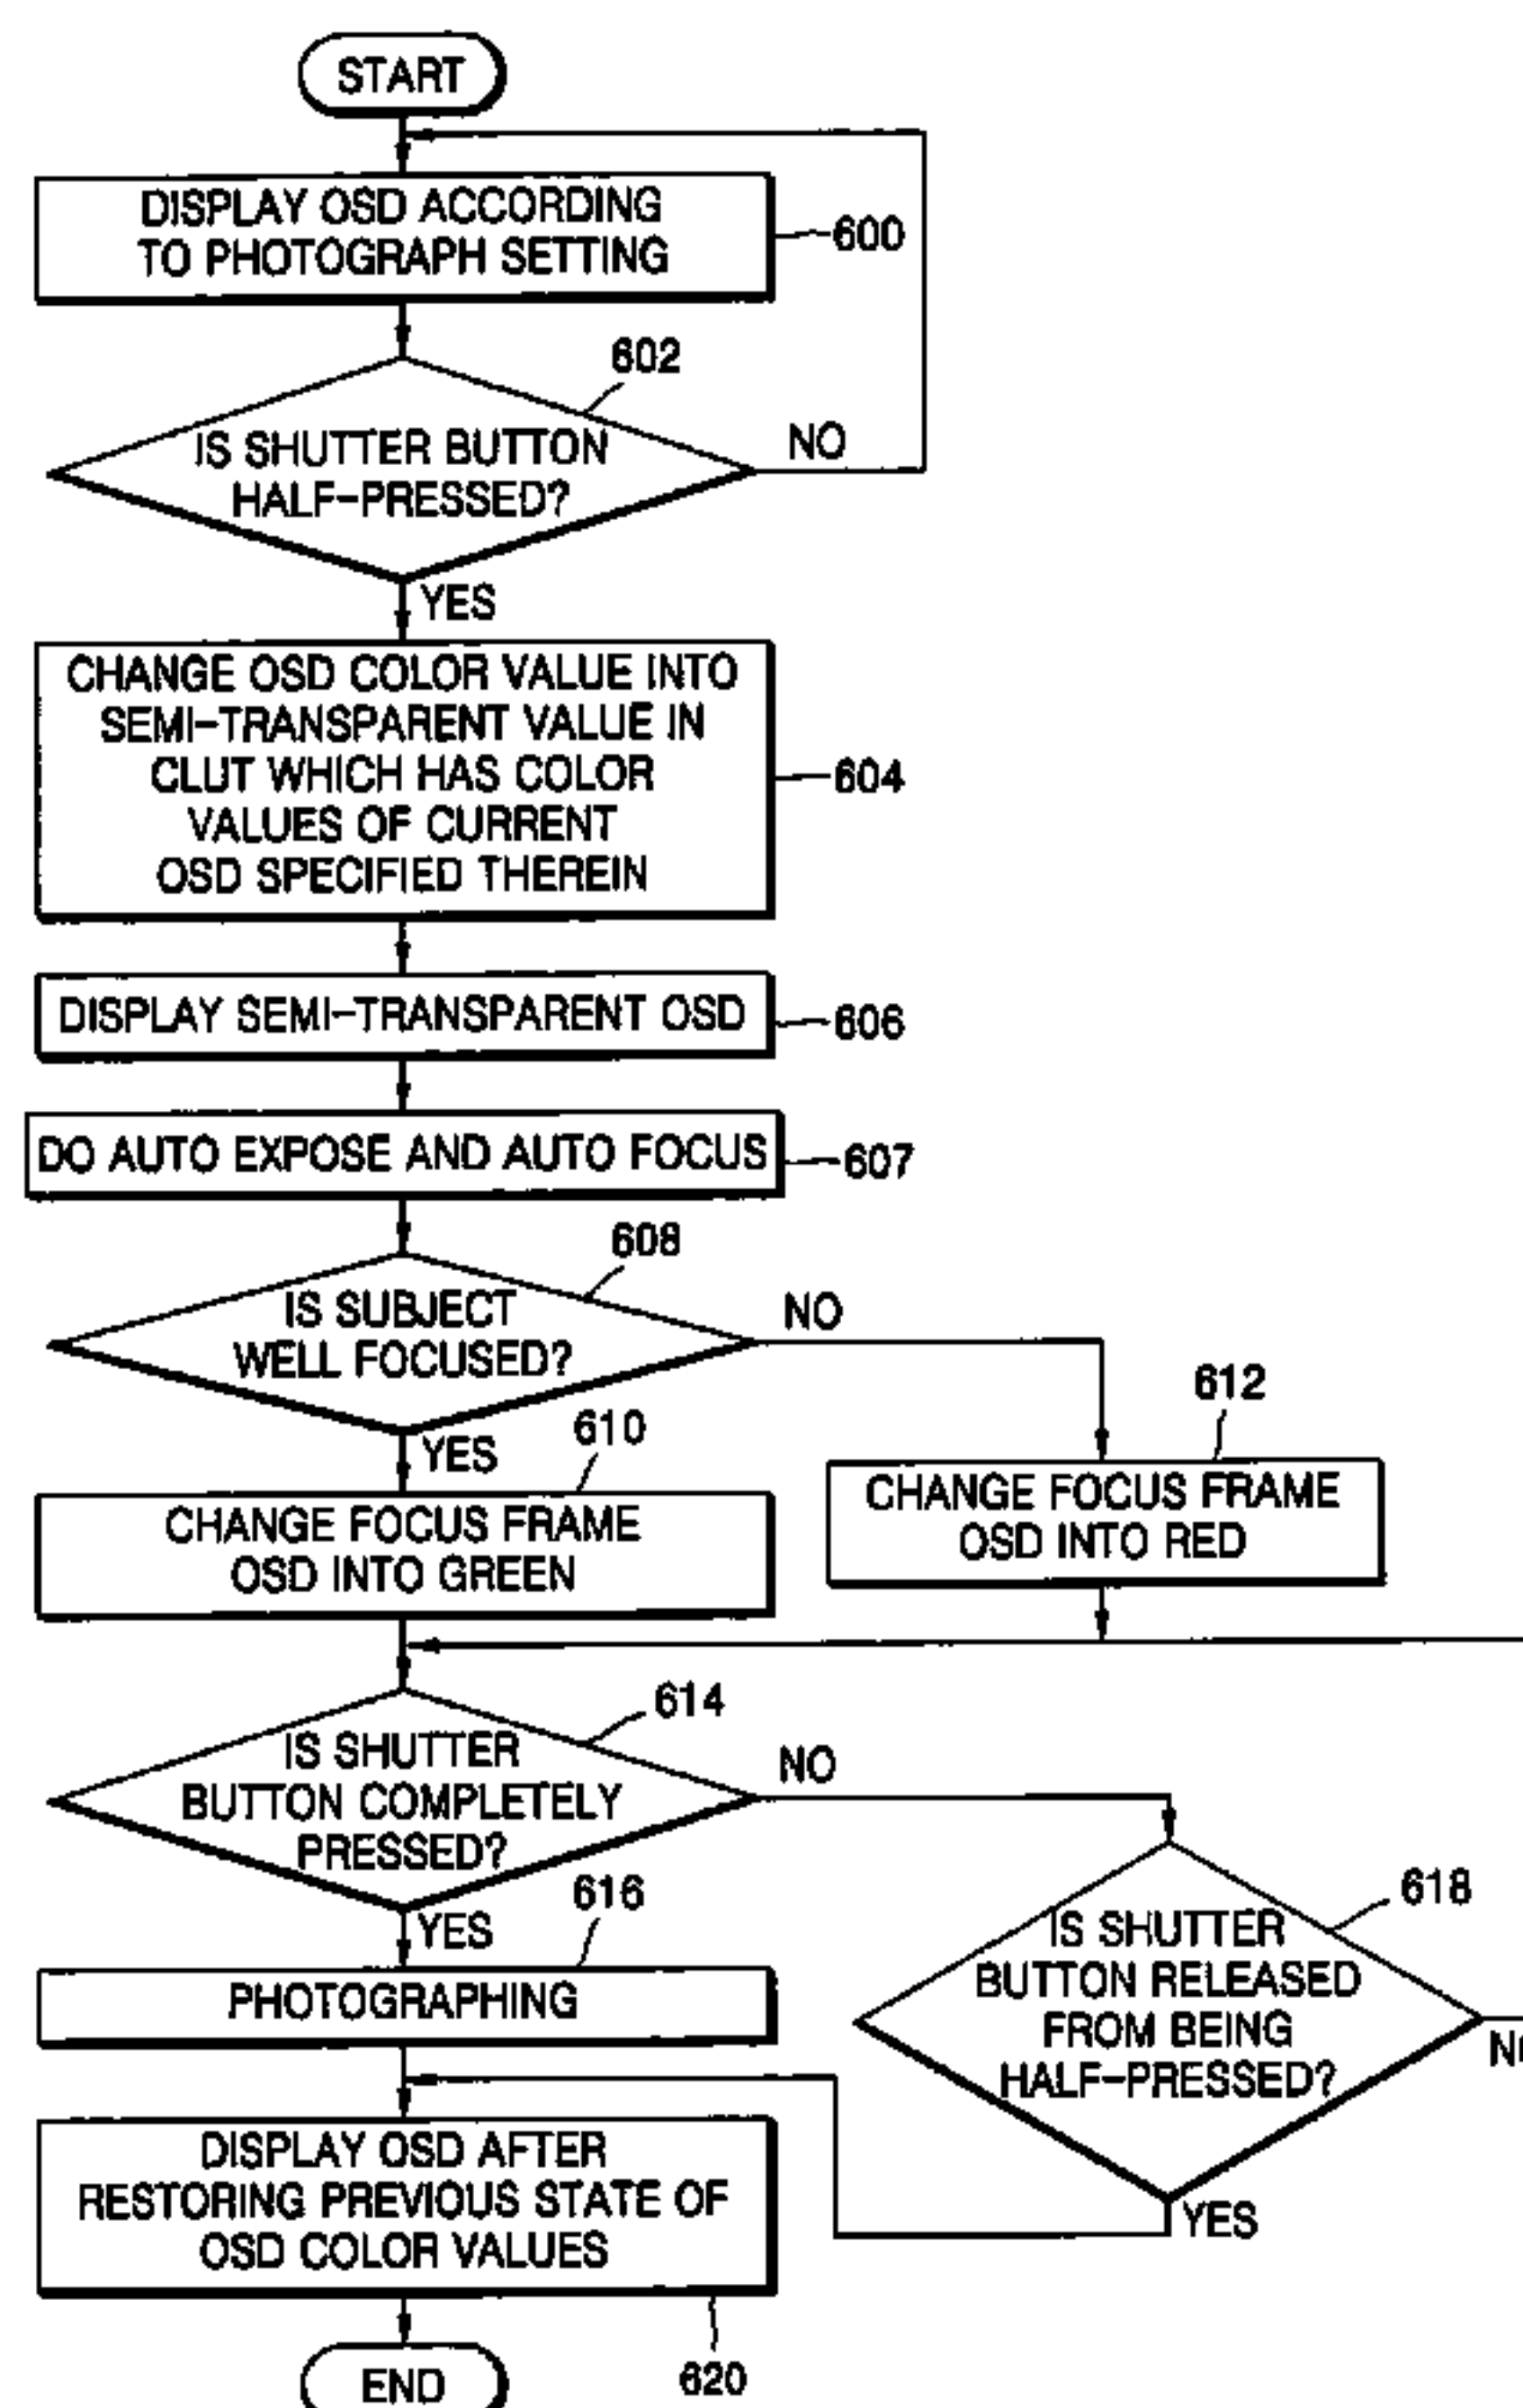 START
DISPLAY OSD ACCORDING
TO PHOTOGRAPH SETTING
600
602
IS SHUTTER BUTTON
HALF-PRESSED?
NO
YES
CHANGE OSD COLOR VALUE INTO
SEMI-TRANSPARENT VALUE IN
CLUT WHICH HAS COLOR
VALUES OF CURRENT
OSD SPECIFIED THEREIN
604
DISPLAY SEMI-TRANSPARENT OSD
606
DO AUTO EXPOSE AND AUTO FOCUS
607
608
IS SUBJECT
WELL FOCUSED?
NO
YES
610
612
CHANGE FOCUS FRAME
OSD INTO GREEN
CHANGE FOCUS FRAME
OSD INTO RED
614
IS SHUTTER
BUTTON COMPLETELY
PRESSED?
NO
YES
616
618
IS SHUTTER
BUTTON RELEASED
FROM BEING
HALF-PRESSED?
YES
PHOTOGRAPHING
DISPLAY OSD AFTER
RESTORING PREVIOUS STATE OF
OSD COLOR VALUES
620
END